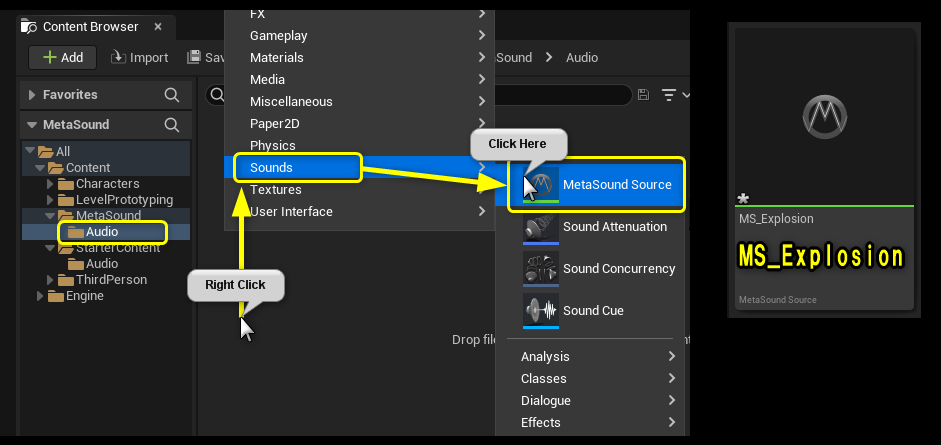 Content Browser
Add
Import
Sav
Sound
Audio
Favorites
MetaSound
All
Content
Characters
LevelPrototyping
MetaSound
Audio
StarterContent
Audio
ThirdPerson
Engine
FX
Gameplay
Materials
Media
Miscellaneous
Paper2D
Physics
Sounds
Textures
User Interface
Right Click
Click Here
MetaSound Source
Sound Attenuation
Sound Concurrency
Sound Cue
Drop file
Analysis
Classes
Dialogue
Effects
MS_Explosion
MS_Explosion
MetaSound Source